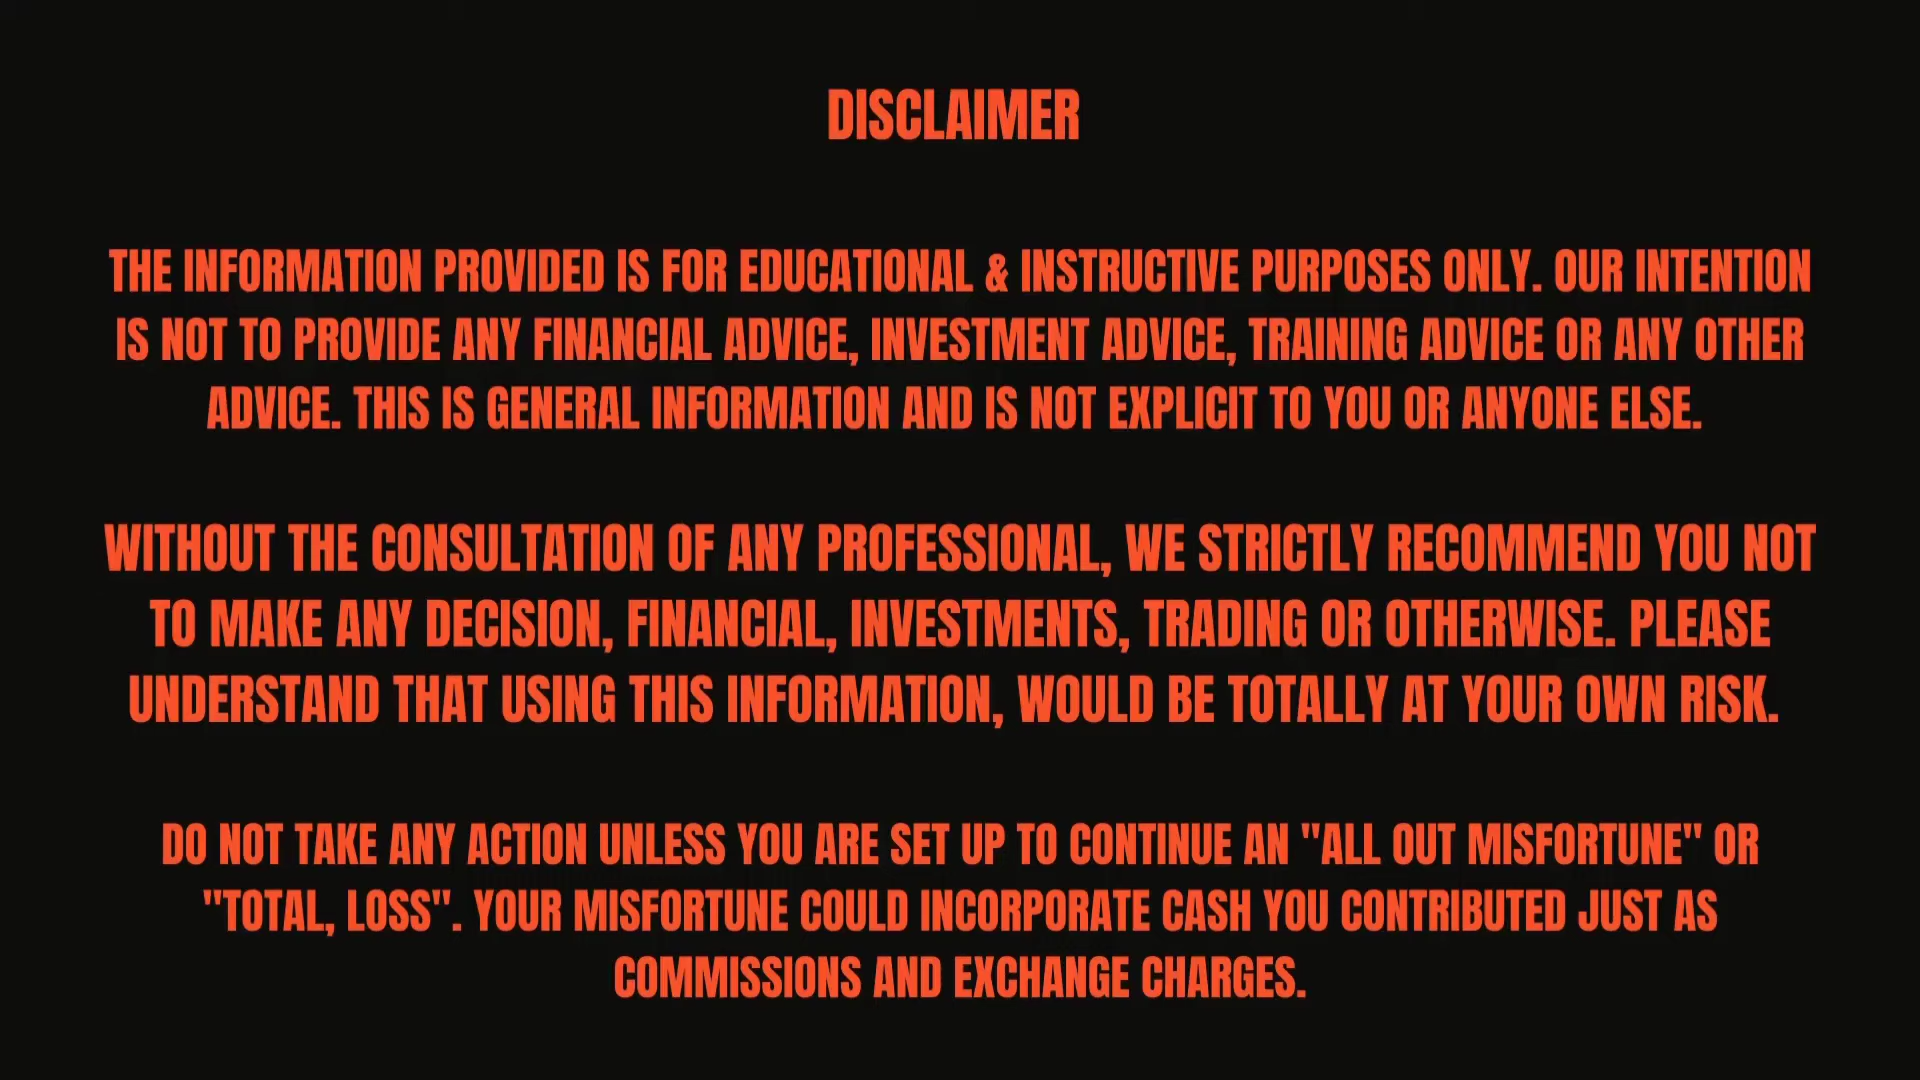 DISCLAIMER
THE INFORMATION PROVIDED IS FOR EDUCATIONAL & INSTRUCTIVE PURPOSES ONLY. OUR INTENTION
IS NOT TO PROVIDE ANY FINANCIAL ADVICE, INVESTMENT ADVICE, TRAINING ADVICE OR ANY OTHER
ADVICE. THIS IS GENERAL INFORMATION AND IS NOT EXPLICIT TO YOU OR ANYONE ELSE.
WITHOUT THE CONSULTATION OF ANY PROFESSIONAL, WE STRICTLY RECOMMEND YOU NOT
TO MAKE ANY DECISION, FINANCIAL, INVESTMENTS, TRADING OR OTHERWISE. PLEASE
UNDERSTAND THAT USING THIS INFORMATION, WOULD BE TOTALLY AT YOUR OWN RISK.
DO NOT TAKE ANY ACTION UNLESS YOU ARE SET UP TO CONTINUE AN "ALL OUT MISFORTUNE" OR
"TOTAL, LOSS". YOUR MISFORTUNE COULD INCORPORATE CASH YOU CONTRIBUTED JUST AS
COMMISSIONS AND EXCHANGE CHARGES.